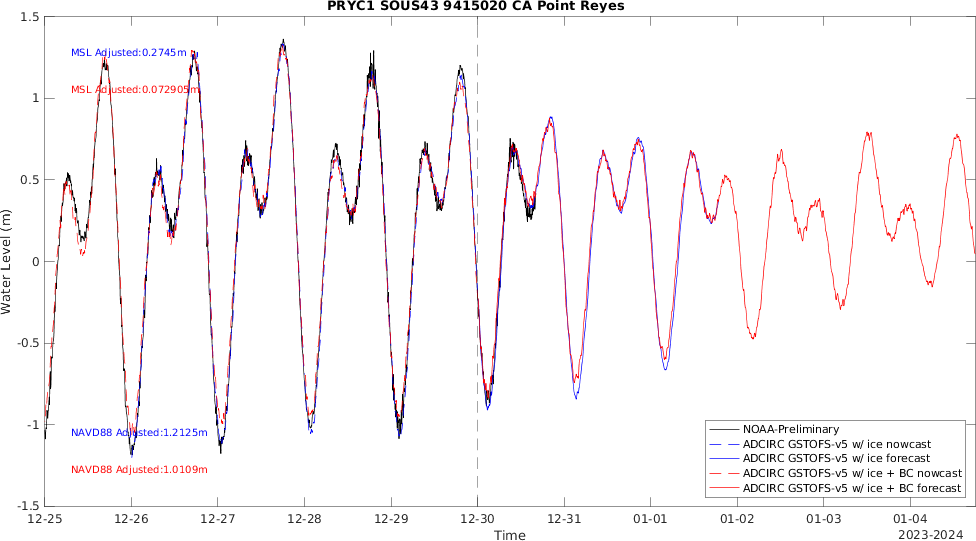 PRYC1 SOUS43 9415020 CA Point Reyes
1.5
MSL Adjusted:0.2745m
MSL Adjusted:0.072905m
1
0.5
Water Level (m)
0
-0.5
-1
NAVD88 Adjusted:1.2125m
NAVD88 Adjusted:1.0109m
-1.5
NOAA-Preliminary
ADCIRC GSTOFS-v5 w/ ice nowcast
ADCIRC GSTOFS-v5 w/ ice forecast
ADCIRC GSTOFS-v5 w/ ice + BC nowcast
ADCIRC GSTOFS-v5 w/ ice + BC forecast
12-25 12-26 12-27 12-28 12-29 12-30 12-31 01-01 01-02 01-03 01-04
Time
2023-2024